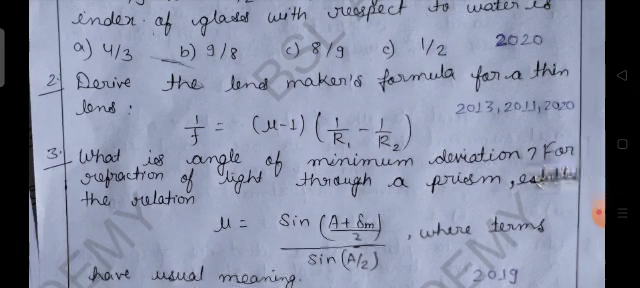 index of glass with respect to water is
a) 4/3 b) 9/8 c) 8/9 c) 1/2 2020
2. Derive the lens maker's formula for a thin
lens: 2013, 2011, 2020
1/f = (μ-1) (1/R₁ - 1/R₂)
3. What is angle of minimum deviation? For
refraction of light through a prism,
the relation
μ = Sin (A + δm / 2) / Sin (A/2) , where terms
have usual meaning. 2019
BSL
DEMY
EMY